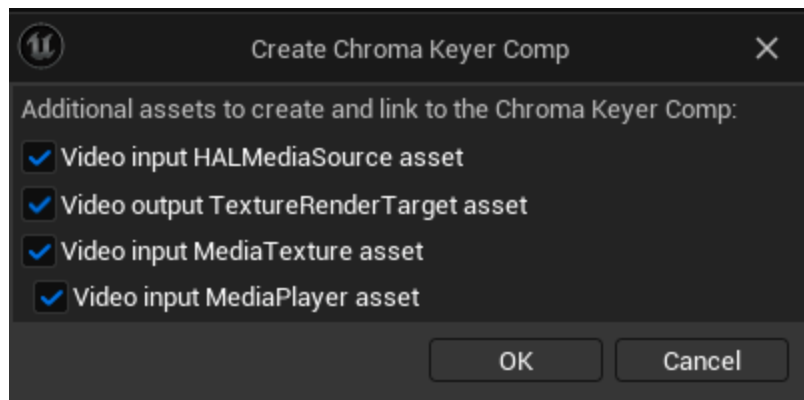 Create Chroma Keyer Comp
Additional assets to create and link to the Chroma Keyer Comp:
Video input HALMediaSource asset
Video output TextureRenderTarget asset
Video input MediaTexture asset
Video input MediaPlayer asset
OK Cancel